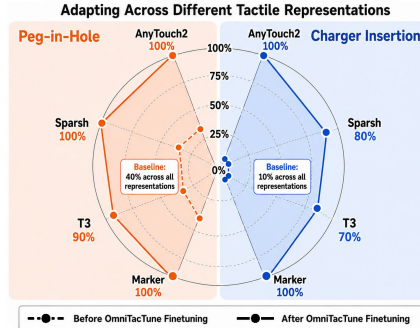 Adapting Across Different Tactile Representations
Peg-in-Hole
AnyTouch2
100%
100%
AnyTouch2
100%
Charger Insertion
75%
50%
25%
0%
Sparsh
100%
Sparsh
80%
Baseline:
40% across all
representations
Baseline:
10% across all
representations
T3
90%
T3
70%
Marker
100%
Marker
100%
Before OmniTacTune Finetuning
After OmniTacTune Finetuning